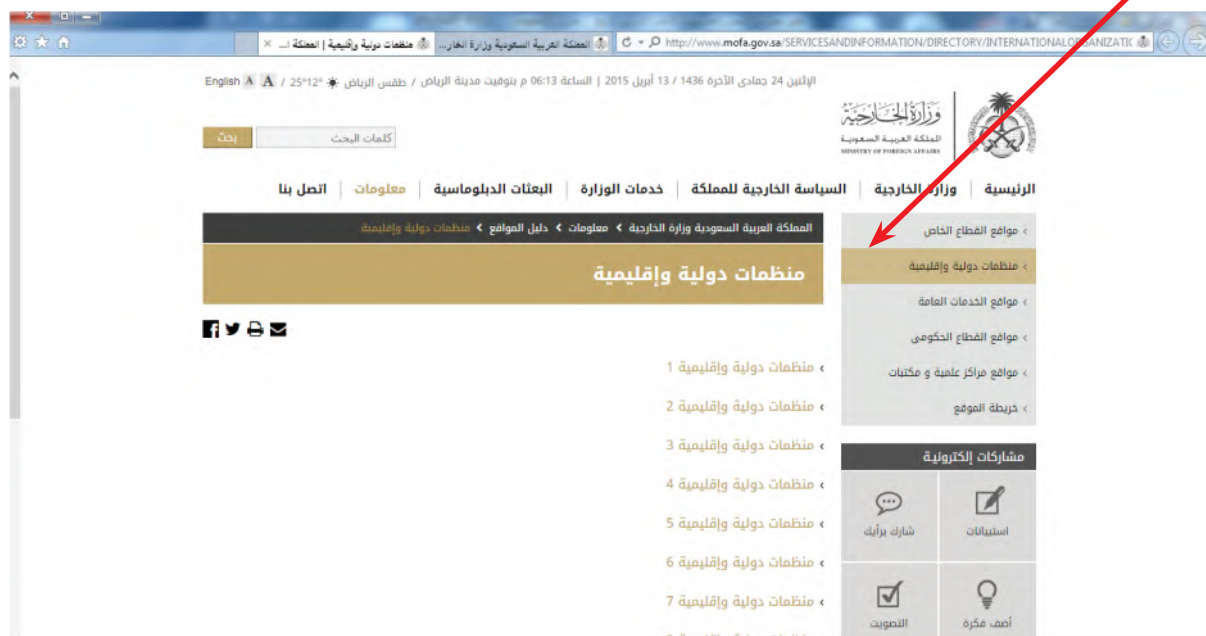 منظمات دولية وإقليمية | المملكة ...
المملكة العربية السعودية وزارة الخار...
http://www.mofa.gov.sa/SERVICESANDINFORMATION/DIRECTORY/INTERNATIONALORGANIZATIC
الإثنين 24 جمادى الآخرة 1436 / 13 أبريل 2015 | الساعة 06:13 م بتوقيت مدينة الرياض / طقس الرياض 25°12° / A A English
وزارة الخارجية
المملكة العربية السعودية
MINISTRY OF FOREIGN AFFAIRS
كلمات البحث
بحث
الرئيسية | وزارة الخارجية | السياسة الخارجية للمملكة | خدمات الوزارة | البعثات الدبلوماسية | معلومات | اتصل بنا
مواقع القطاع الخاص
منظمات دولية وإقليمية
مواقع الخدمات العامة
مواقع القطاع الحكومى
مواقع مراكز علمية و مكتبات
خريطة الموقع
مشاركات إلكترونية
استبيانات
شارك برأيك
أضف فكرة
التصويت
المملكة العربية السعودية وزارة الخارجية > معلومات > دليل المواقع > منظمات دولية وإقليمية
منظمات دولية وإقليمية
منظمات دولية وإقليمية 1
منظمات دولية وإقليمية 2
منظمات دولية وإقليمية 3
منظمات دولية وإقليمية 4
منظمات دولية وإقليمية 5
منظمات دولية وإقليمية 6
منظمات دولية وإقليمية 7